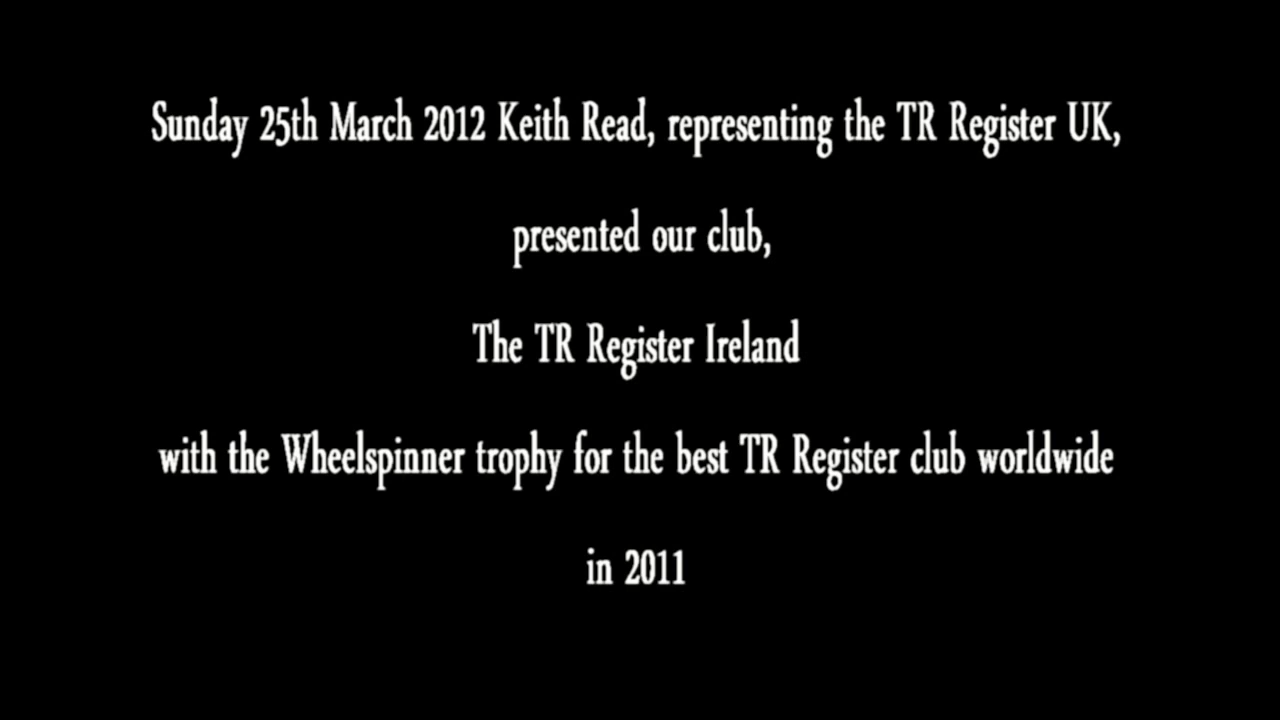 Sunday 25th March 2012 Keith Read, representing the TR Register UK,
presented our club,
The TR Register Ireland
with the Wheelspinner trophy for the best TR Register club worldwide
in 2011